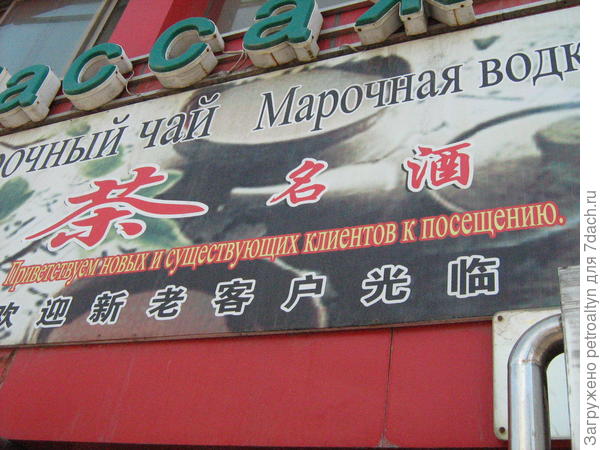 ассаж
рочный чай Марочная водк
茶 名 酒
Приветствуем новых и существующих клиентов к посещению.
欢迎新老客户光临
Загружено petroaltyn для 7dach.ru